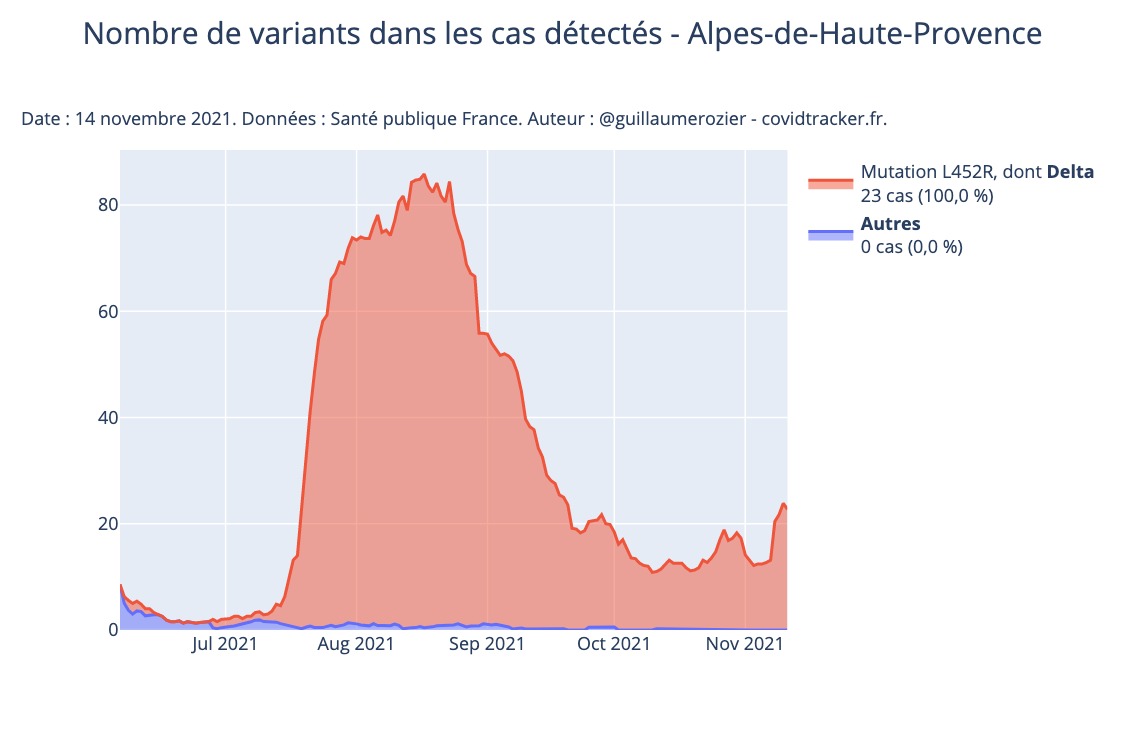 Nombre de variants dans les cas détectés - Alpes-de-Haute-Provence
Date : 14 novembre 2021. Données : Santé publique France. Auteur : @guillaumerozier - covidtracker.fr.
Mutation L452R, dont Delta
23 cas (100,0 %)
Autres
0 cas (0,0 %)
80
60
40
20
0
Jul 2021 Aug 2021 Sep 2021 Oct 2021 Nov 2021